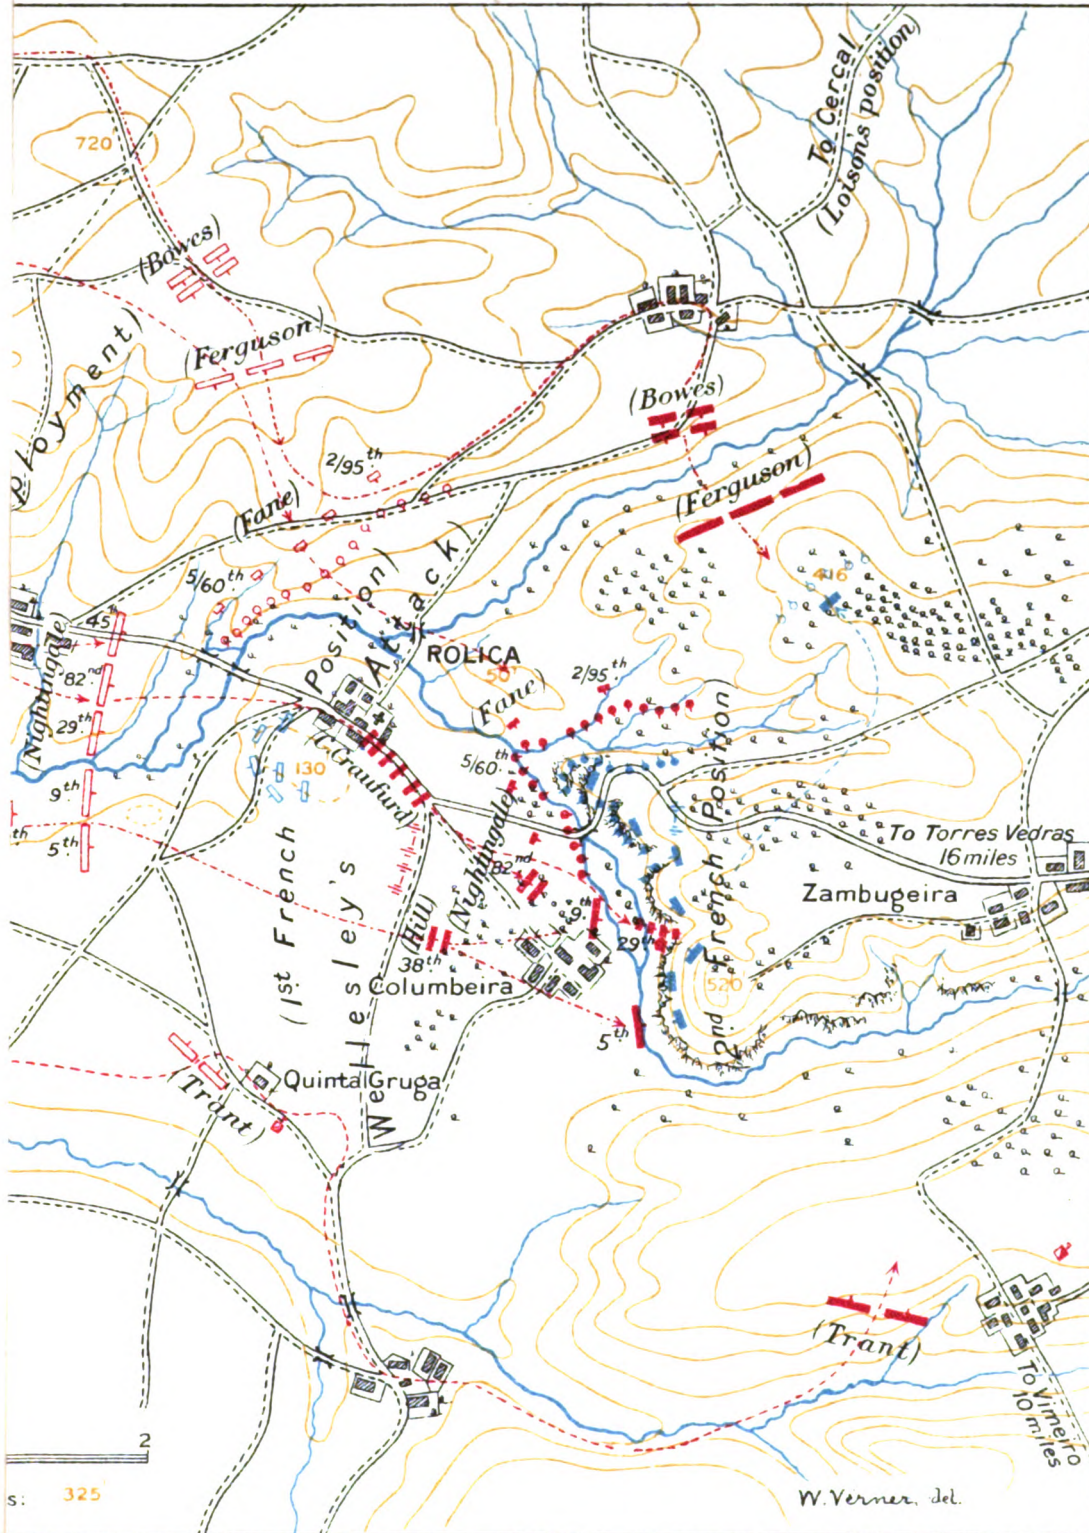 To Cercal
(Loison's position)
720
(Bowes)
(Ferguson)
ployment)
(Bowes)
2/95th
(Ferguson)
(Fane)
5/60th
416
45
Position)
Attack
ROLICA
82nd
50
2/95th
(Nightingale)
(Fane)
29th
5/60th
130
(C. Craufurd)
9th
th
5th
To Torres Vedras
16 miles
82nd
(Nightingale)
Zambugeira
(1st French
Wellesley's
9th
(Hill)
29th
2nd French Position)
38th
Columbeira
520
5th
Quinta Gruga
(Trant)
(Trant)
To Vimeiro
10 miles
2
s: 325
W. Verner, del.